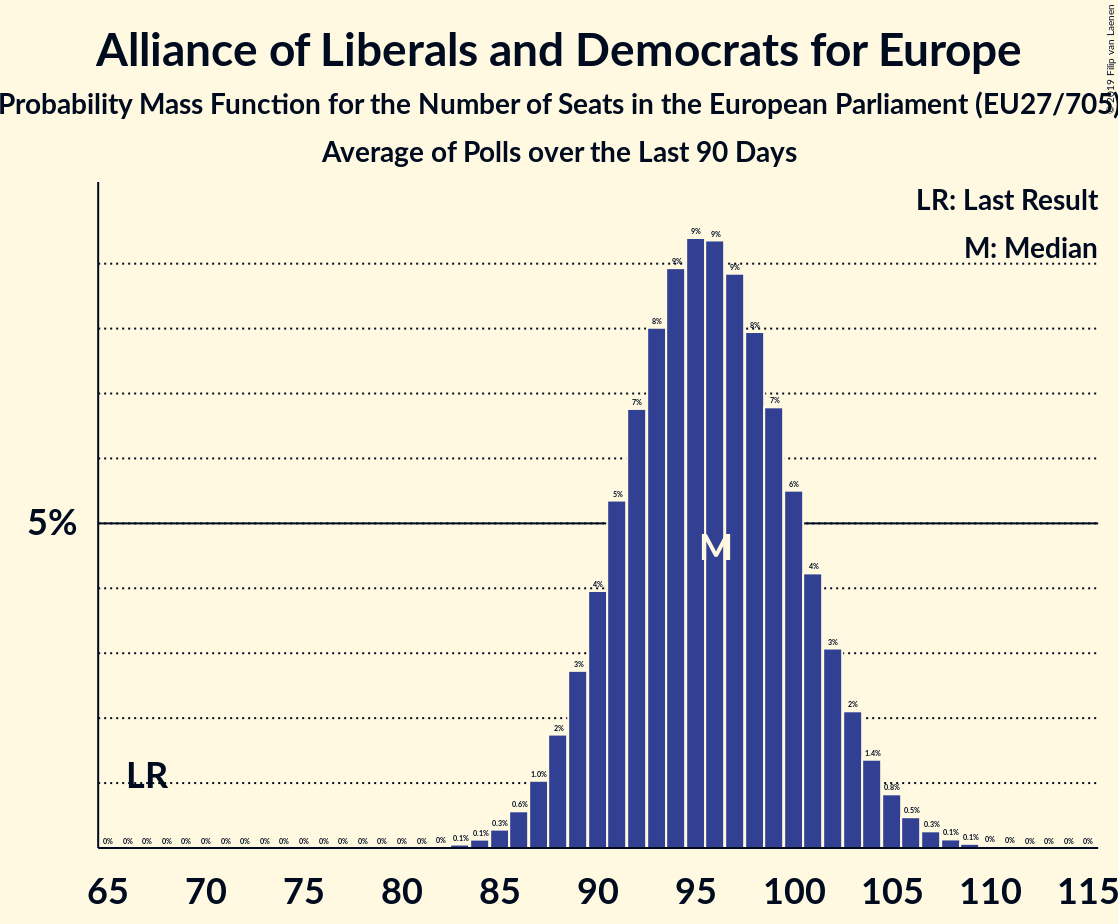 © 2019 Filip van Laenen
Alliance of Liberals and Democrats for Europe
Probability Mass Function for the Number of Seats in the European Parliament (EU27/705)
Average of Polls over the Last 90 Days
LR: Last Result
M: Median
9% 9%
9% 9%
8% 8%
7% 7%
6%
5%
5%
M
4%
4%
3%
3%
2%
2%
LR
1.4%
1.0%
0.8%
0.6%
0.5%
0.3% 0.3%
0% 0% 0% 0% 0% 0% 0% 0% 0% 0% 0% 0% 0% 0% 0% 0% 0% 0% 0.1% 0.1% 0.1% 0.1% 0% 0% 0% 0% 0% 0%
65 70 75 80 85 90 95 100 105 110 115